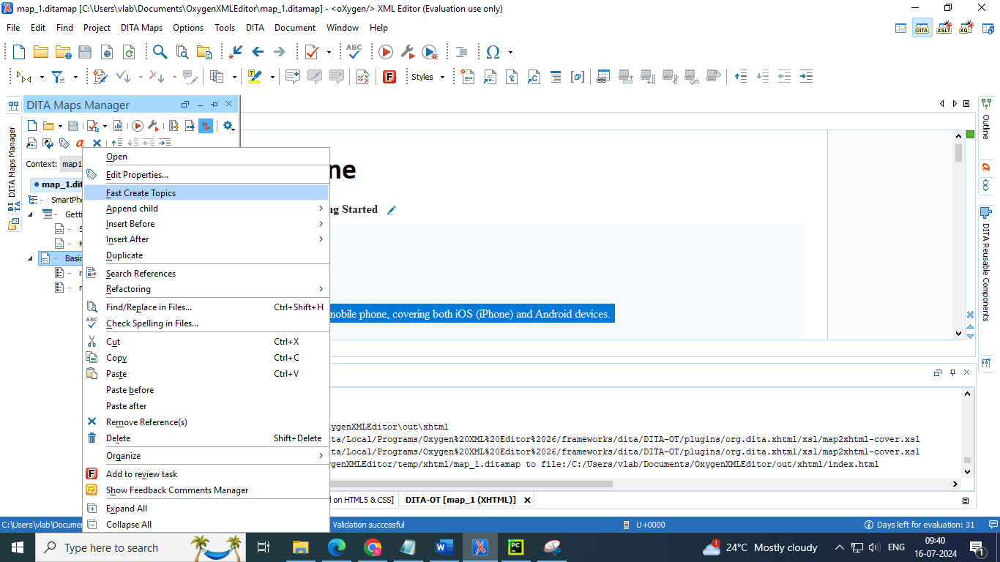 map_1.ditamap [C:\Users\vlab\Documents\OxygenXMLEditor\map_1.ditamap] - <oXygen/> XML Editor (Evaluation use only)
File Edit Find Project DITA Maps Options Tools DITA Document Window Help
DITA XSLT XQ
ABC
Styles
DITA Maps Manager
Context: map1
map_1.dit
SmartPh
Getti
S
K
Basic
DITA Maps Manager
Open
Edit Properties...
Fast Create Topics
Append child
Insert Before
Insert After
Duplicate
Search References
Refactoring
Find/Replace in Files... Ctrl+Shift+H
Check Spelling in Files...
Cut Ctrl+X
Copy Ctrl+C
Paste Ctrl+V
Paste before
Paste after
Remove Reference(s)
Delete Shift+Delete
Organize
Add to review task
Show Feedback Comments Manager
Expand All
Collapse All
ne
ng Started
mobile phone, covering both iOS (iPhone) and Android devices.
Outline
DITA Reusable Components
xygenXMLEditor\out\xhtml
ta/Local/Programs/Oxygen%20XML%20Editor%2026/frameworks/dita/DITA-OT/plugins/org.dita.xhtml/xsl/map2xhtml-cover.xsl
ta/Local/Programs/Oxygen%20XML%20Editor%2026/frameworks/dita/DITA-OT/plugins/org.dita.xhtml/xsl/map2xhtml-cover.xsl
ygenXMLEditor/temp/xhtml/map_1.ditamap to file:/C:/Users/vlab/Documents/OxygenXMLEditor/out/xhtml/index.html
d on HTML5 & CSS] DITA-OT [map_1 (XHTML)]
C:\Users\vlab\Documen Validation successful U+0000 Days left for evaluation: 31
Type here to search 24°C Mostly cloudy ENG 09:40
16-07-2024